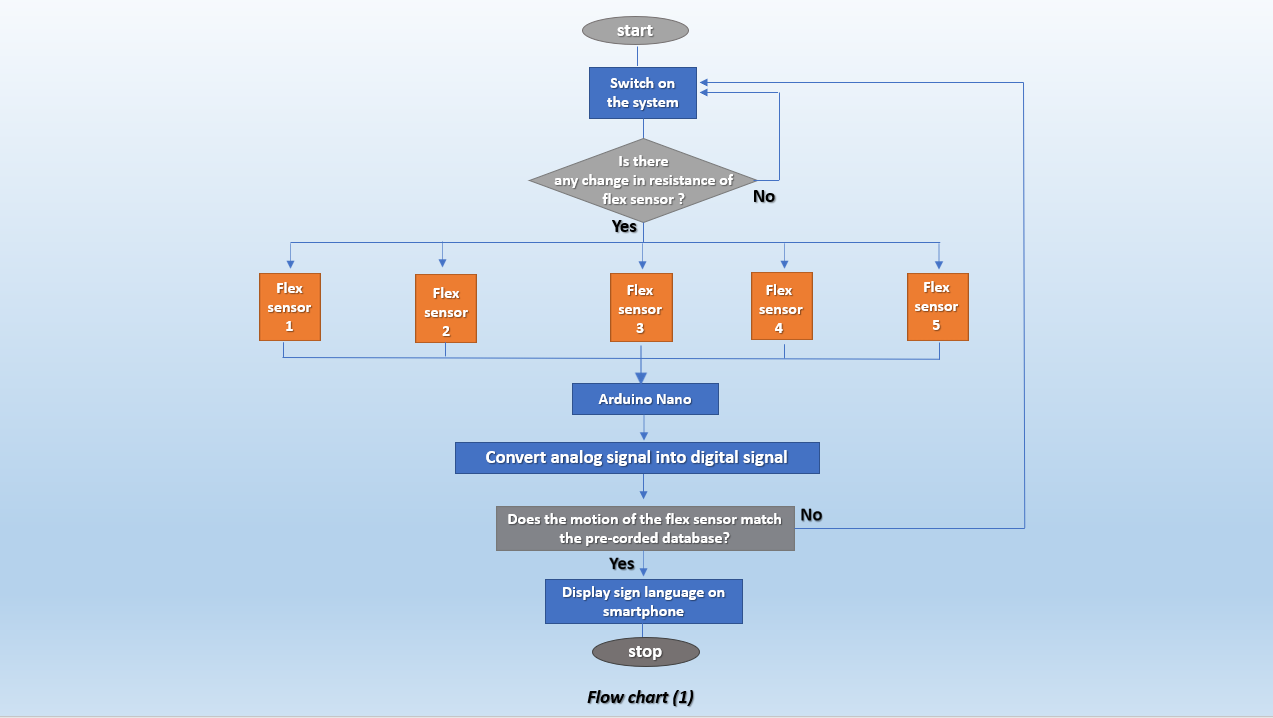 start
Switch on
the system
Is there
any change in resistance of
flex sensor ?
No
Yes
Flex
sensor
1
Flex
sensor
2
Flex
sensor
3
Flex
sensor
4
Flex
sensor
5
Arduino Nano
Convert analog signal into digital signal
Does the motion of the flex sensor match
the pre-corded database?
No
Yes
Display sign language on
smartphone
stop
Flow chart (1)